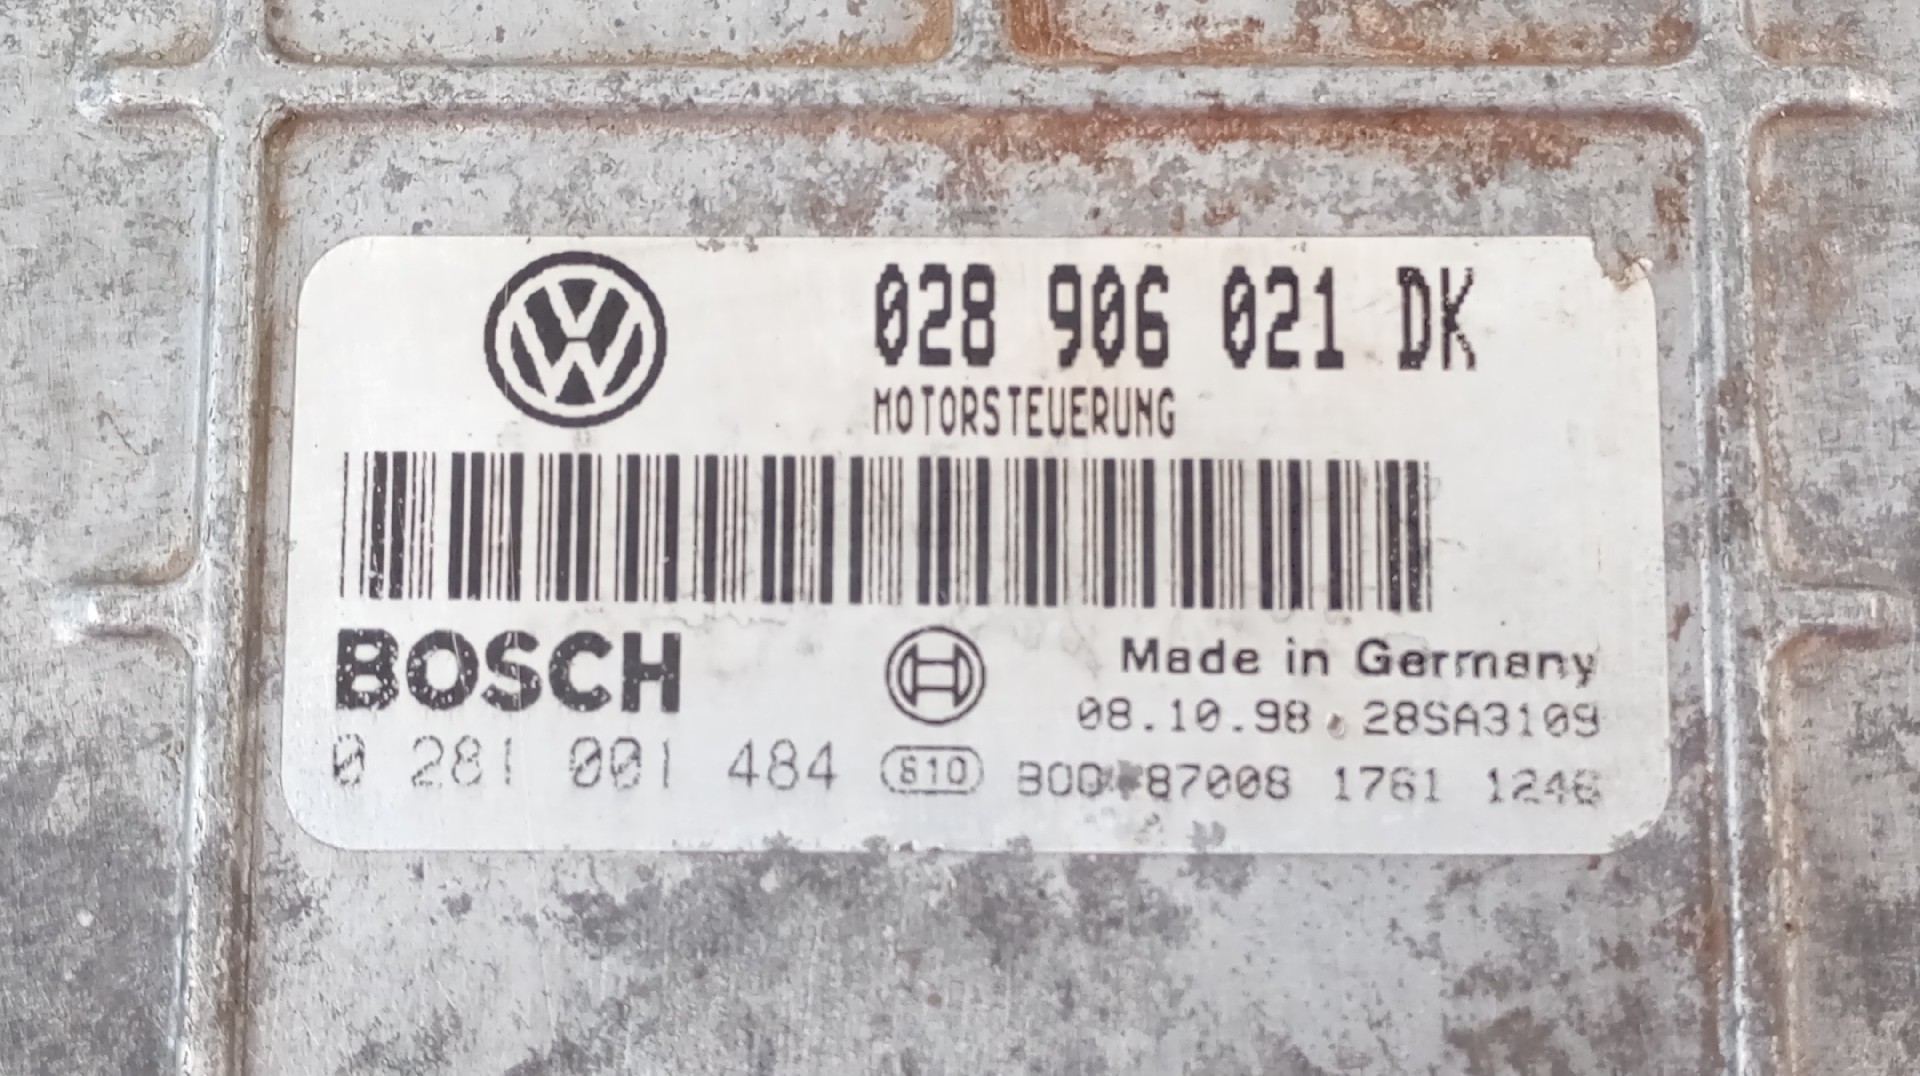 028 906 021 DK
MOTORSTEUERUNG
BOSCH
Made in Germany
08.10.98 28SA3109
0 281 001 484 610 87008 1761 1246